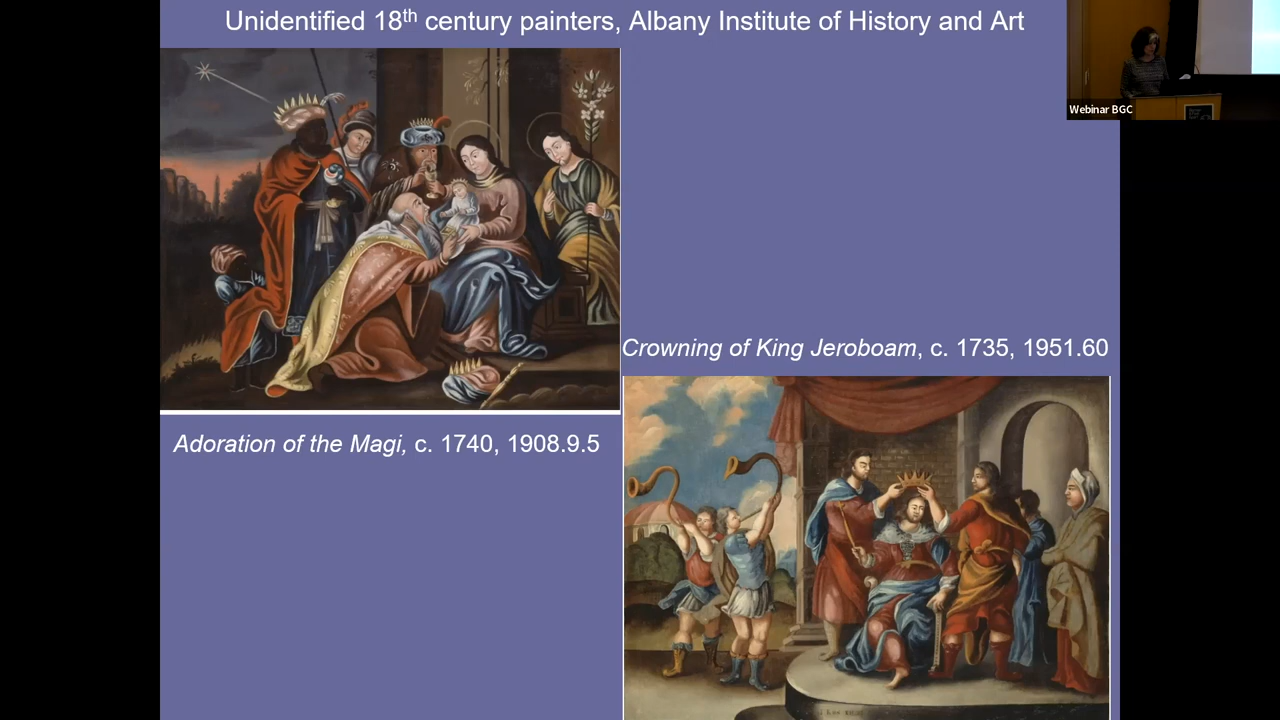 Unidentified 18th century painters, Albany Institute of History and Art
Webinar BGC
Crowning of King Jeroboam, c. 1735, 1951.60
Adoration of the Magi, c. 1740, 1908.9.5